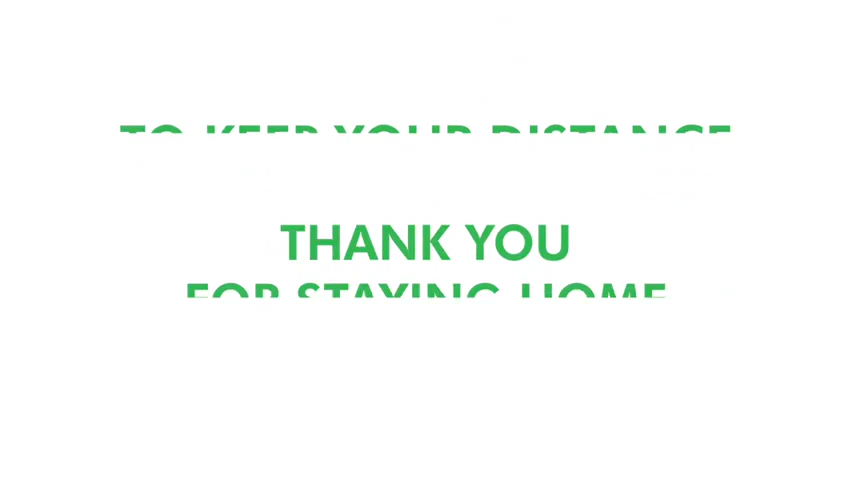 TO KEEP YOUR DISTANCE
THANK YOU
FOR STAYING HOME